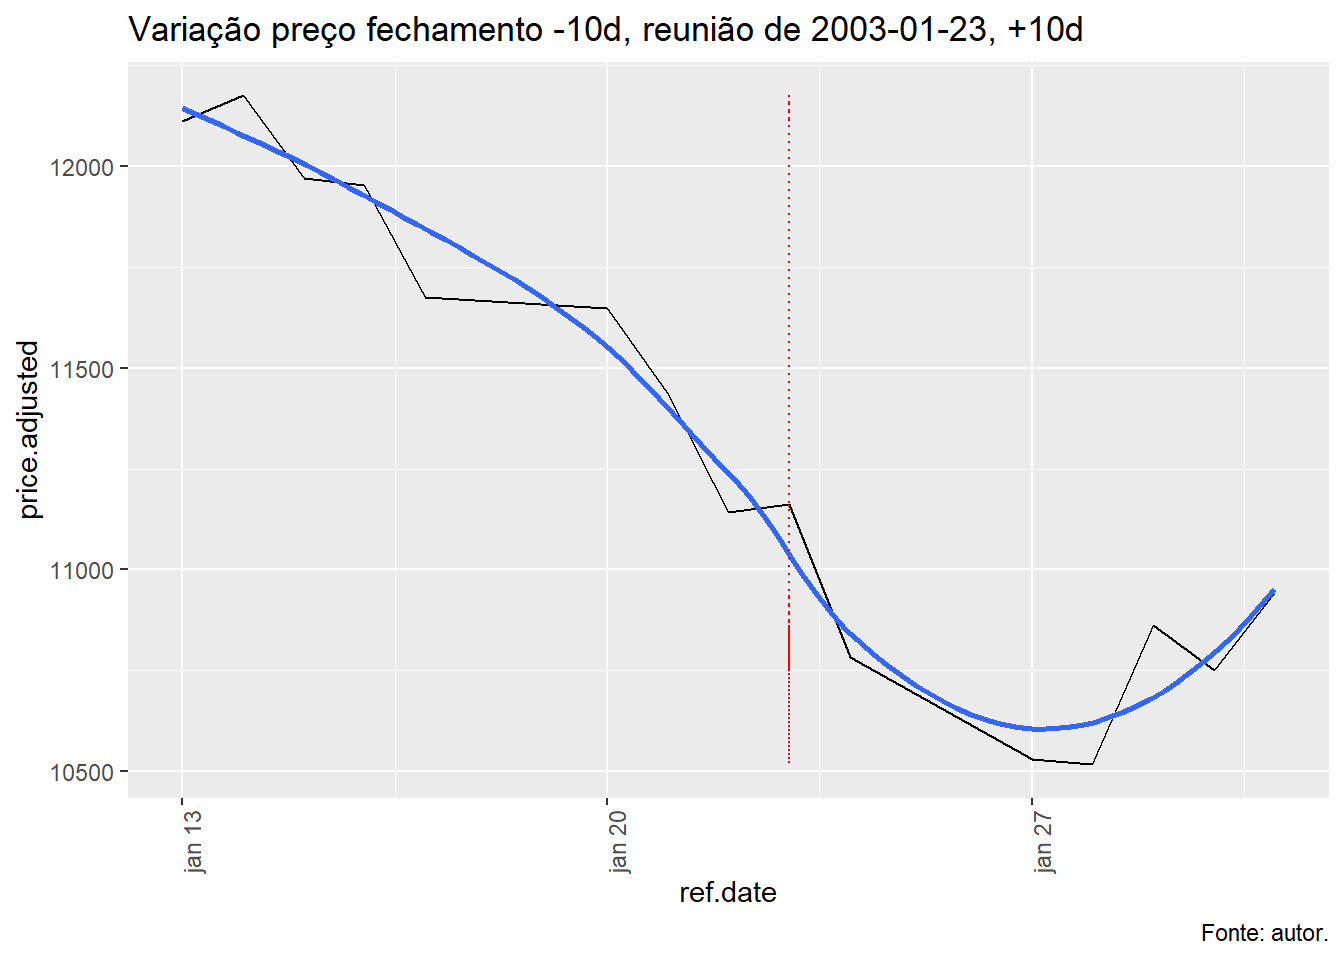 Variação preço fechamento -10d, reunião de 2003-01-23, +10d
price.adjusted
12000
11500
11000
10500
jan 13
jan 20
jan 27
ref.date
Fonte: autor.